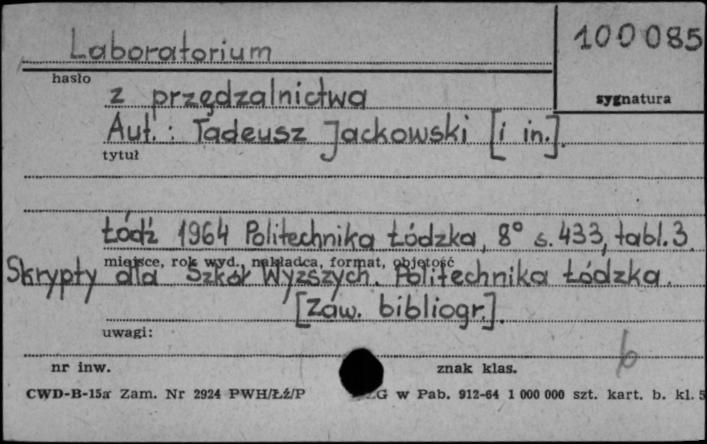 Laboratorium
100085
hasło
z przędzalnictwa
sygnatura
Aut.: Tadeusz Jackowski [i in.].
tytuł
Łódź 1964 Politechnika Łódzka, 8° s. 433, tabl. 3.
miejsce, rok wyd., nakładca, format, objętość
Skrypty dla Szkół Wyższych. Politechnika Łódzka.
[Zaw. bibliogr.].
uwagi:
b
nr inw.
znak klas.
CWD-B-15a Zam. Nr 2924 PWH/Łź/P
G w Pab. 912-64 1 000 000 szt. kart. b. kl. 5